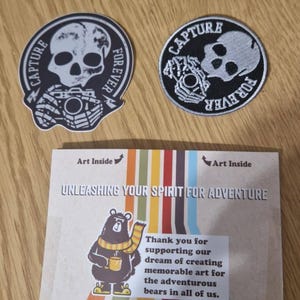 CAPTURE FOREVER
CAPTURE
FOREVER
Art Inside
Art Inside
UNLEASHING YOUR SPIRIT FOR ADVENTURE
Thank you for
supporting our
dream of creating
memorable art for
the adventurous
bears in all of us.